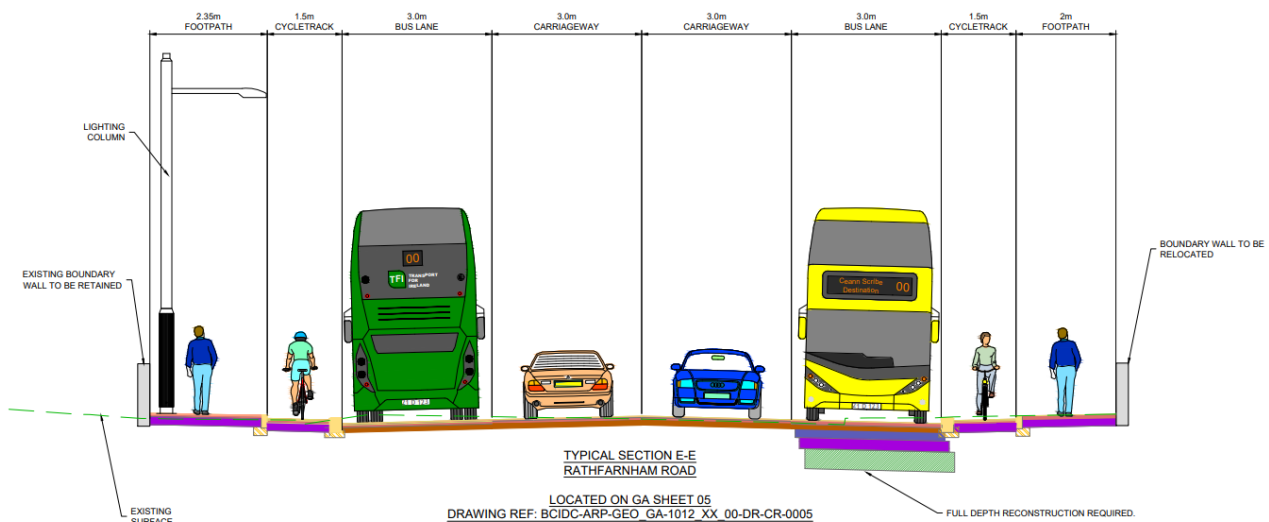 2.35m
FOOTPATH
1.5m
CYCLETRACK
3.0m
BUS LANE
3.0m
CARRIAGEWAY
3.0m
CARRIAGEWAY
3.0m
BUS LANE
1.5m
CYCLETRACK
2m
FOOTPATH
LIGHTING
COLUMN
EXISTING BOUNDARY
WALL TO BE RETAINED
00
TFI
TRANSPORT
FOR
IRELAND
Ceann Scribe
Destination
00
BOUNDARY WALL TO BE
RELOCATED
TYPICAL SECTION E-E
RATHFARNHAM ROAD
LOCATED ON GA SHEET 05
DRAWING REF: BCIDC-ARP-GEO_GA-1012_XX_00-DR-CR-0005
EXISTING
SURFACE
FULL DEPTH RECONSTRUCTION REQUIRED.